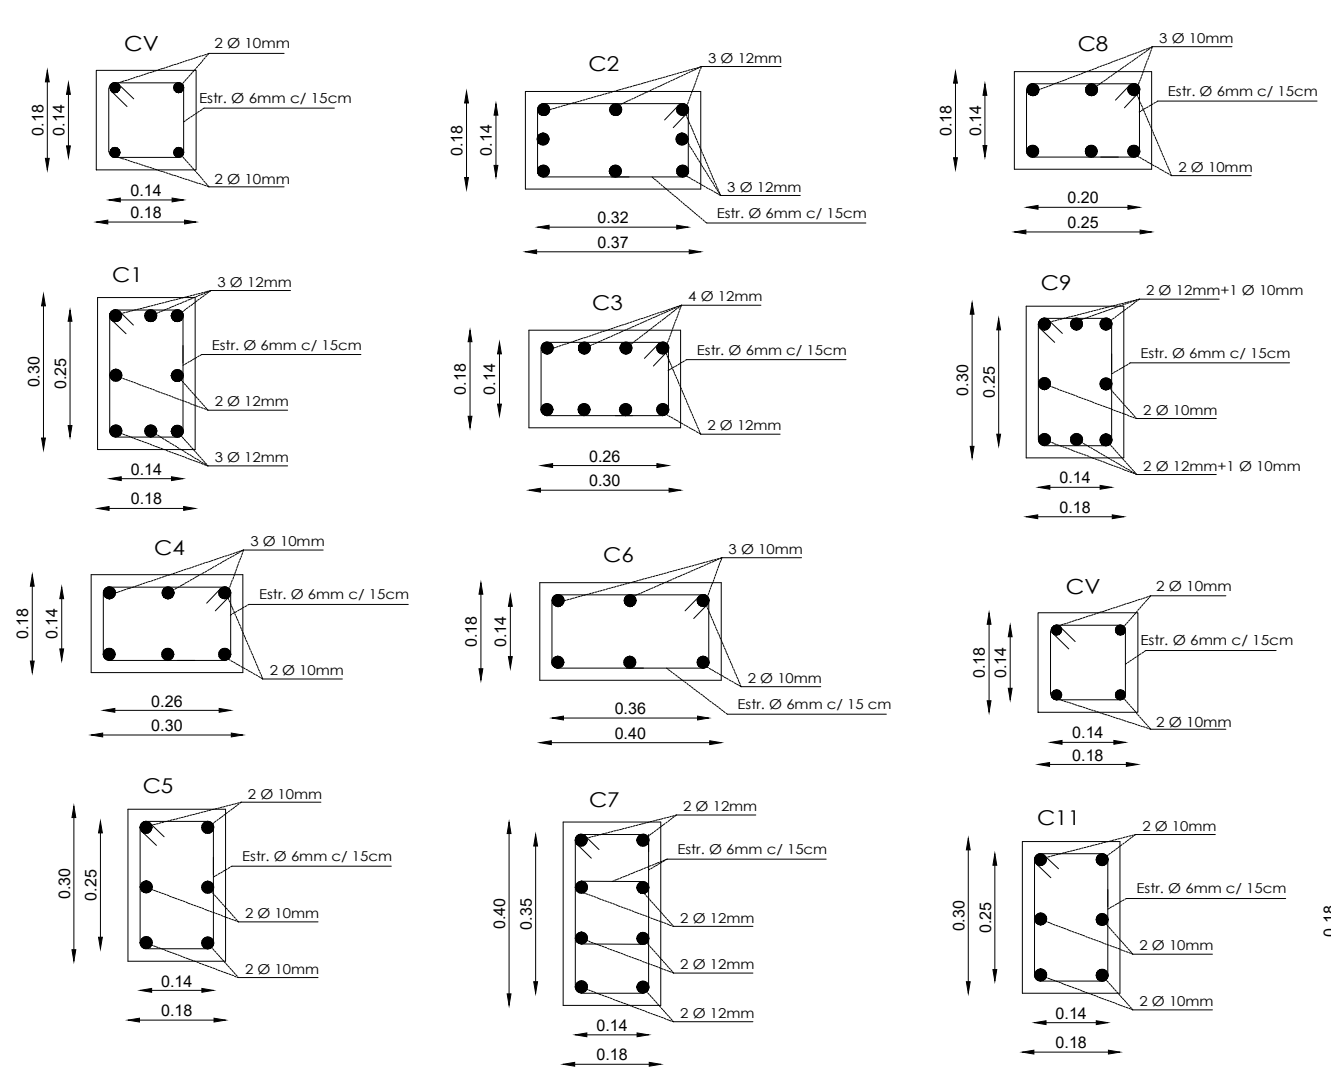 CV
2 Ø 10mm
Estr. Ø 6mm c/ 15cm
0.18
0.14
2 Ø 10mm
0.14
0.18
C2
3 Ø 12mm
0.18
0.14
3 Ø 12mm
Estr. Ø 6mm c/ 15cm
0.32
0.37
C8
3 Ø 10mm
Estr. Ø 6mm c/ 15cm
0.18
0.14
2 Ø 10mm
0.20
0.25
C1
3 Ø 12mm
Estr. Ø 6mm c/ 15cm
0.30
0.25
2 Ø 12mm
3 Ø 12mm
0.14
0.18
C3
4 Ø 12mm
Estr. Ø 6mm c/ 15cm
0.18
0.14
2 Ø 12mm
0.26
0.30
C9
2 Ø 12mm+1 Ø 10mm
Estr. Ø 6mm c/ 15cm
0.30
0.25
2 Ø 10mm
2 Ø 12mm+1 Ø 10mm
0.14
0.18
C4
3 Ø 10mm
Estr. Ø 6mm c/ 15cm
0.18
0.14
2 Ø 10mm
0.26
0.30
C6
3 Ø 10mm
0.18
0.14
2 Ø 10mm
Estr. Ø 6mm c/ 15 cm
0.36
0.40
CV
2 Ø 10mm
Estr. Ø 6mm c/ 15cm
0.18
0.14
2 Ø 10mm
0.14
0.18
C5
2 Ø 10mm
Estr. Ø 6mm c/ 15cm
0.30
0.25
2 Ø 10mm
2 Ø 10mm
0.14
0.18
C7
2 Ø 12mm
Estr. Ø 6mm c/ 15cm
0.40
0.35
2 Ø 12mm
2 Ø 12mm
2 Ø 12mm
0.14
0.18
C11
2 Ø 10mm
Estr. Ø 6mm c/ 15cm
0.30
0.25
2 Ø 10mm
2 Ø 10mm
0.14
0.18
0.18